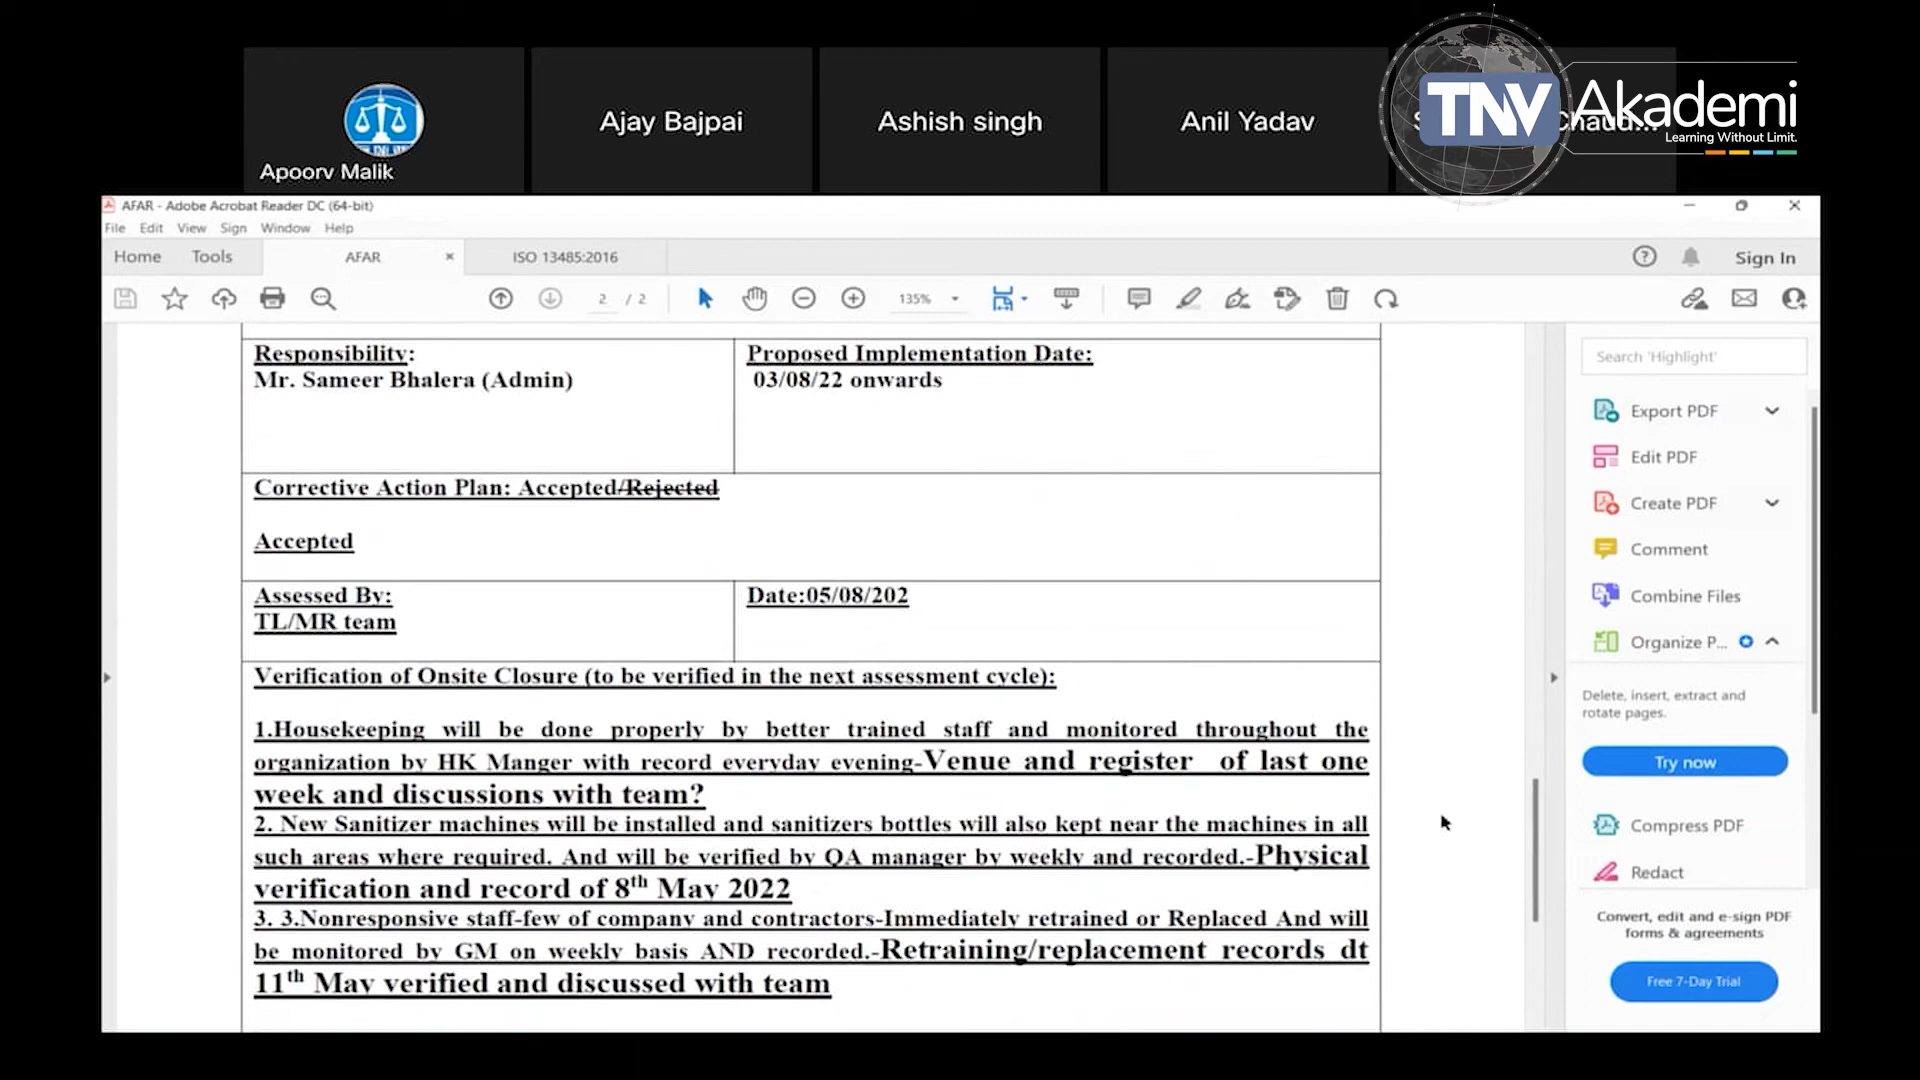 Apoorv Malik
Ajay Bajpai
Ashish singh
Anil Yadav
TNV Akademi
Learning Without Limit.
AFAR - Adobe Acrobat Reader DC (64-bit)
File Edit View Sign Window Help
Home Tools AFAR × ISO 13485:2016 Sign In
2 / 2 135%
Responsibility: Proposed Implementation Date:
Mr. Sameer Bhalera (Admin) 03/08/22 onwards
Corrective Action Plan: Accepted/Rejected
Accepted
Assessed By: Date:05/08/202
TL/MR team
Verification of Onsite Closure (to be verified in the next assessment cycle):
1.Housekeeping will be done properly by better trained staff and monitored throughout the
organization by HK Manger with record everyday evening-Venue and register of last one
week and discussions with team?
2. New Sanitizer machines will be installed and sanitizers bottles will also kept near the machines in all
such areas where required. And will be verified by QA manager by weekly and recorded.-Physical
verification and record of 8th May 2022
3. 3.Nonresponsive staff-few of company and contractors-Immediately retrained or Replaced And will
be monitored by GM on weekly basis AND recorded.-Retraining/replacement records dt
11th May verified and discussed with team
Search 'Highlight'
Export PDF
Edit PDF
Create PDF
Comment
Combine Files
Organize P...
Delete, insert, extract and
rotate pages.
Try now
Compress PDF
Redact
Convert, edit and e-sign PDF
forms & agreements
Free 7-Day Trial